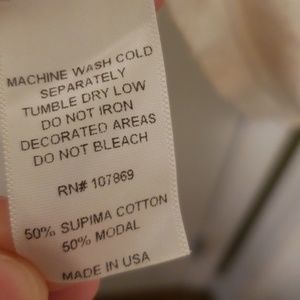 MACHINE WASH COLD
SEPARATELY
TUMBLE DRY LOW
DO NOT IRON
DECORATED AREAS
DO NOT BLEACH
RN# 107869
50% SUPIMA COTTON
50% MODAL
MADE IN USA